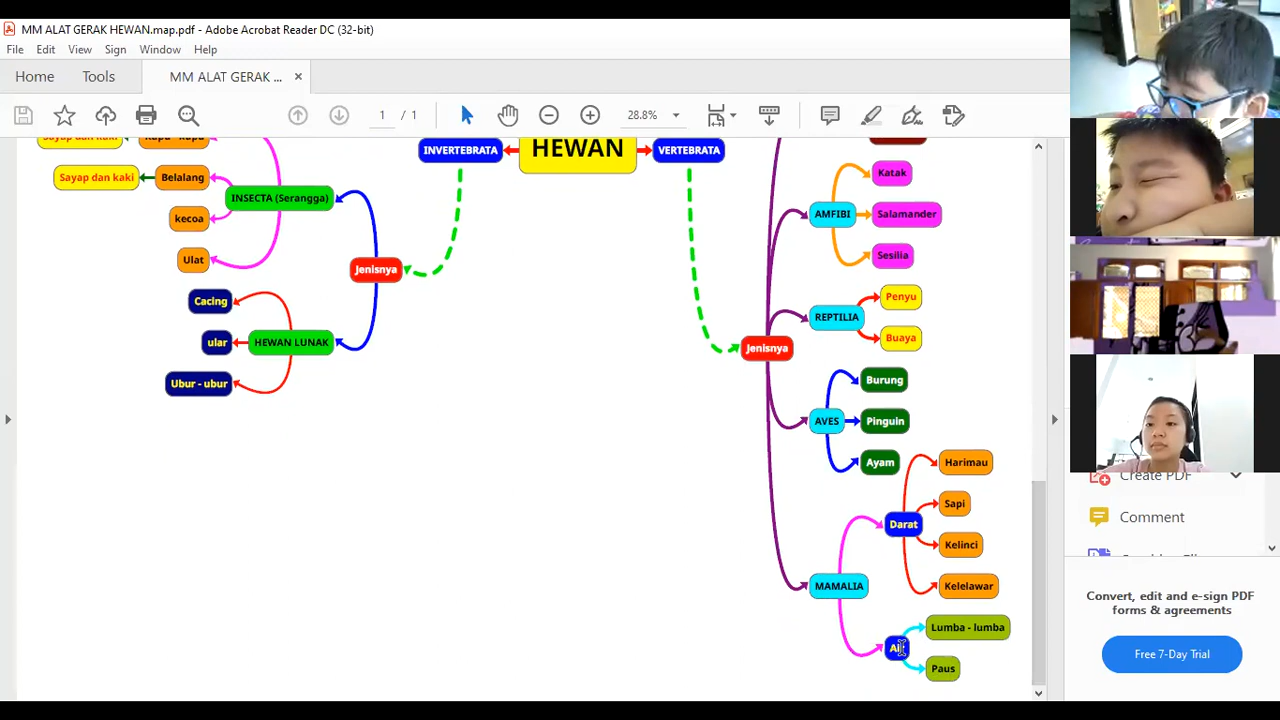 MM ALAT GERAK HEWAN.map.pdf - Adobe Acrobat Reader DC (32-bit)
File Edit View Sign Window Help
Home Tools MM ALAT GERAK ... ×
1 / 1 28.8%
HEWAN
INVERTEBRATA
VERTEBRATA
Sayap dan kaki
Belalang
INSECTA (Serangga)
kecoa
Ulat
Jenisnya
Cacing
ular
HEWAN LUNAK
Ubur - ubur
Katak
AMFIBI
Salamander
Sesilia
Penyu
REPTILIA
Buaya
Jenisnya
Burung
AVES
Pinguin
Ayam
Harimau
Sapi
Darat
Kelinci
Kelelawar
MAMALIA
Lumba - lumba
Air
Paus
Create PDF
Comment
Convert, edit and e-sign PDF
forms & agreements
Free 7-Day Trial